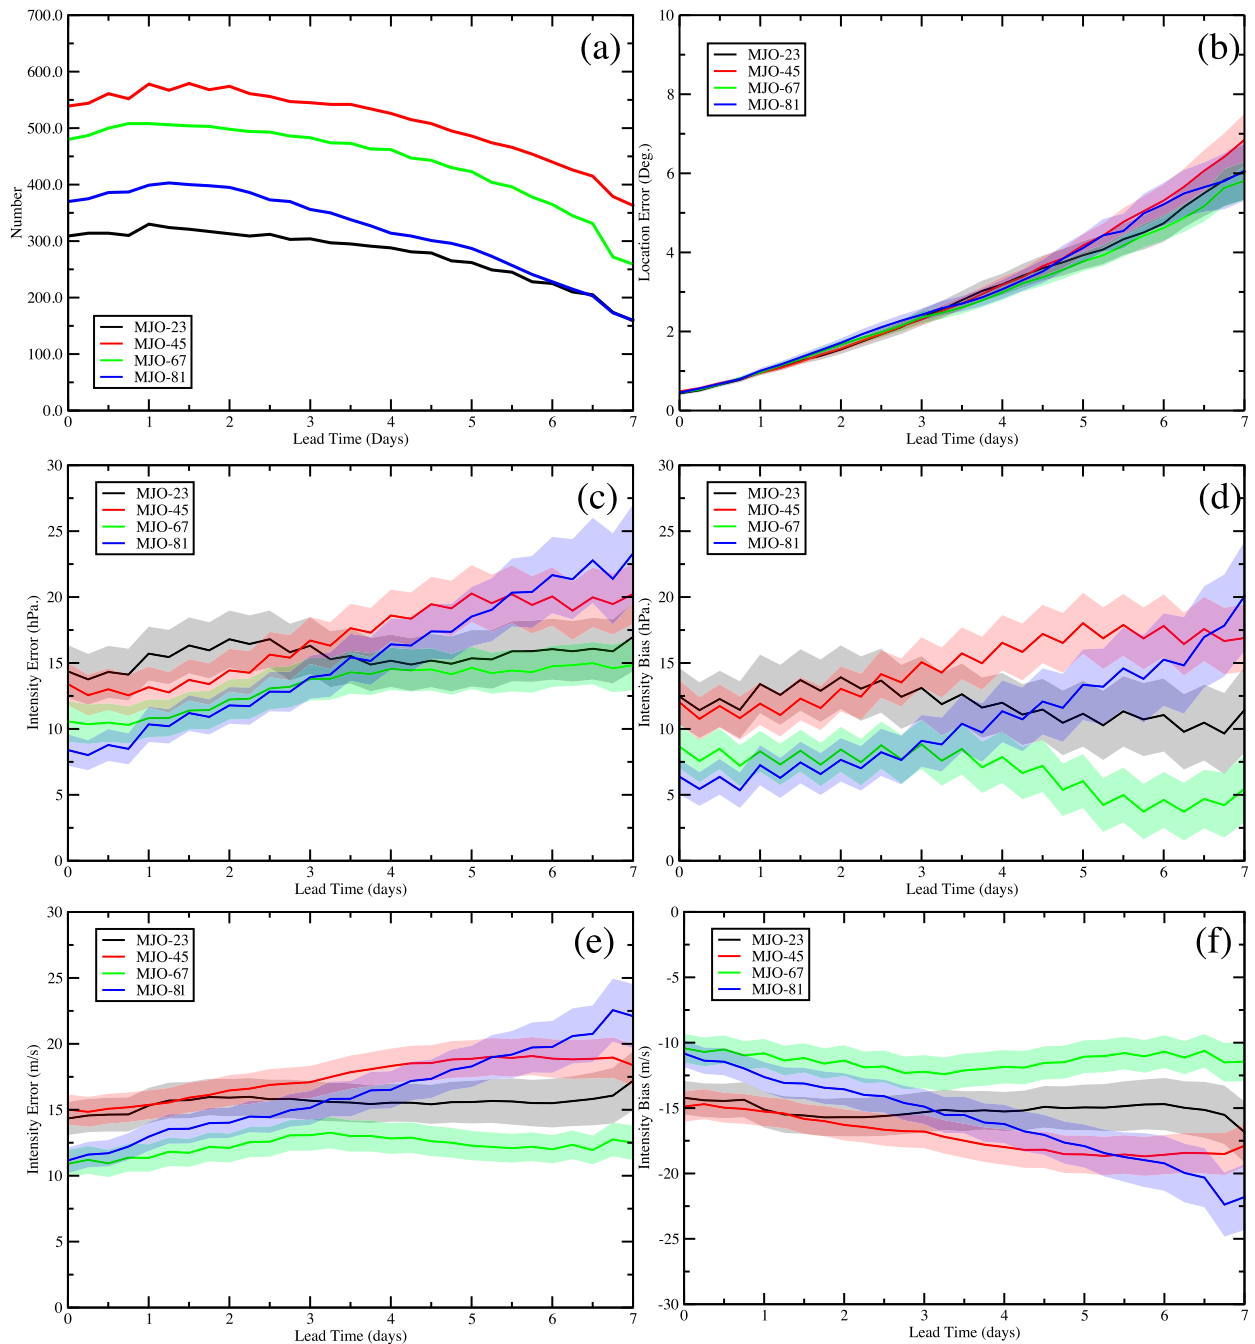 700.0
600.0
500.0
400.0
300.0
200.0
100.0
0.0
Number
(a)
MJO-23
MJO-45
MJO-67
MJO-81
0 1 2 3 4 5 6 7
Lead Time (Days)
10
8
6
4
2
0
Location Error (Deg.)
(b)
MJO-23
MJO-45
MJO-67
MJO-81
0 1 2 3 4 5 6 7
Lead Time (days)
30
25
20
15
10
5
0
Intensity Error (hPa.)
(c)
MJO-23
MJO-45
MJO-67
MJO-81
0 1 2 3 4 5 6 7
Lead Time (days)
30
25
20
15
10
5
0
Intensity Bias (hPa.)
(d)
MJO-23
MJO-45
MJO-67
MJO-81
0 1 2 3 4 5 6 7
Lead Time (days)
30
25
20
15
10
5
0
Intensity Error (m/s)
(e)
MJO-23
MJO-45
MJO-67
MJO-81
0 1 2 3 4 5 6 7
Lead Time (days)
0
-5
-10
-15
-20
-25
-30
Intensity Bias (m/s)
(f)
MJO-23
MJO-45
MJO-67
MJO-81
0 1 2 3 4 5 6 7
Lead Time (days)